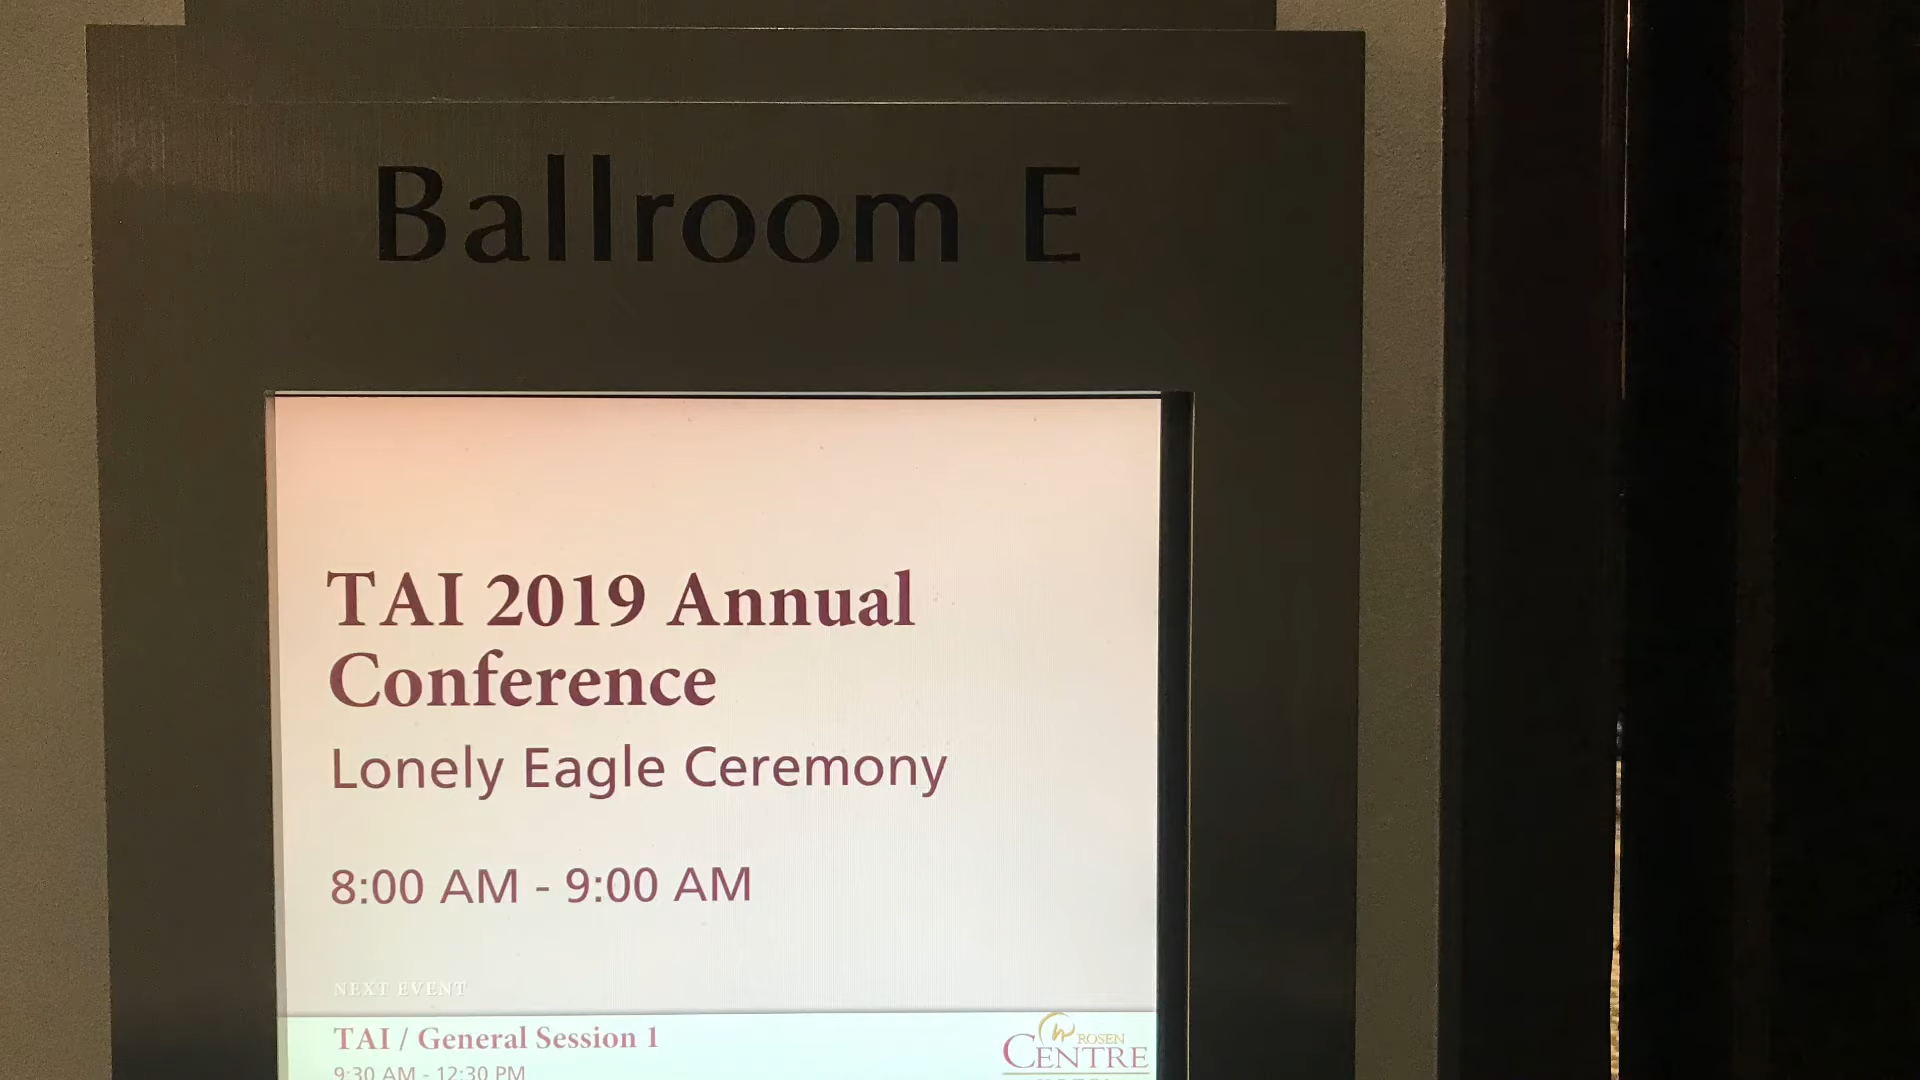 Ballroom E
TAI 2019 Annual
Conference
Lonely Eagle Ceremony
8:00 AM - 9:00 AM
NEXT EVENT
TAI / General Session 1
9:30 AM - 12:30 PM
ROSEN
CENTRE